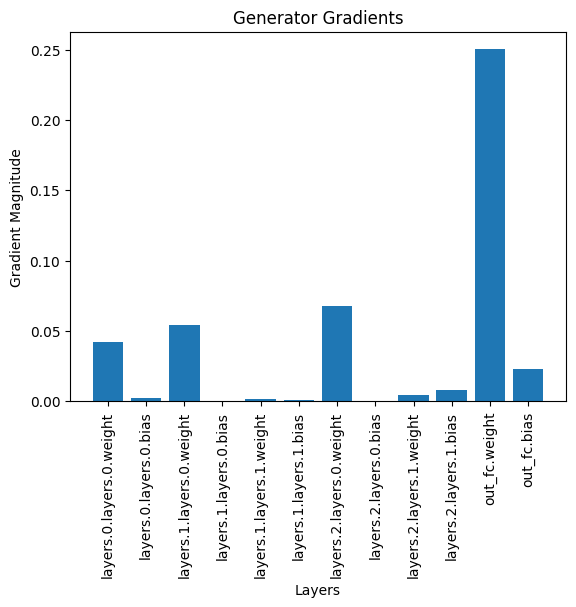 Generator Gradients
Gradient Magnitude
0.25
0.20
0.15
0.10
0.05
0.00
layers.0.layers.0.weight
layers.0.layers.0.bias
layers.1.layers.0.weight
layers.1.layers.0.bias
layers.1.layers.1.weight
layers.1.layers.1.bias
layers.2.layers.0.weight
layers.2.layers.0.bias
layers.2.layers.1.weight
layers.2.layers.1.bias
out_fc.weight
out_fc.bias
Layers